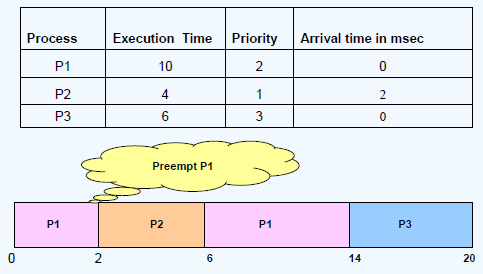 Process Execution Time Priority Arrival time in msec
P1 10 2 0
P2 4 1 2
P3 6 3 0
Preempt P1
P1 P2 P1 P3
0 2 6 14 20